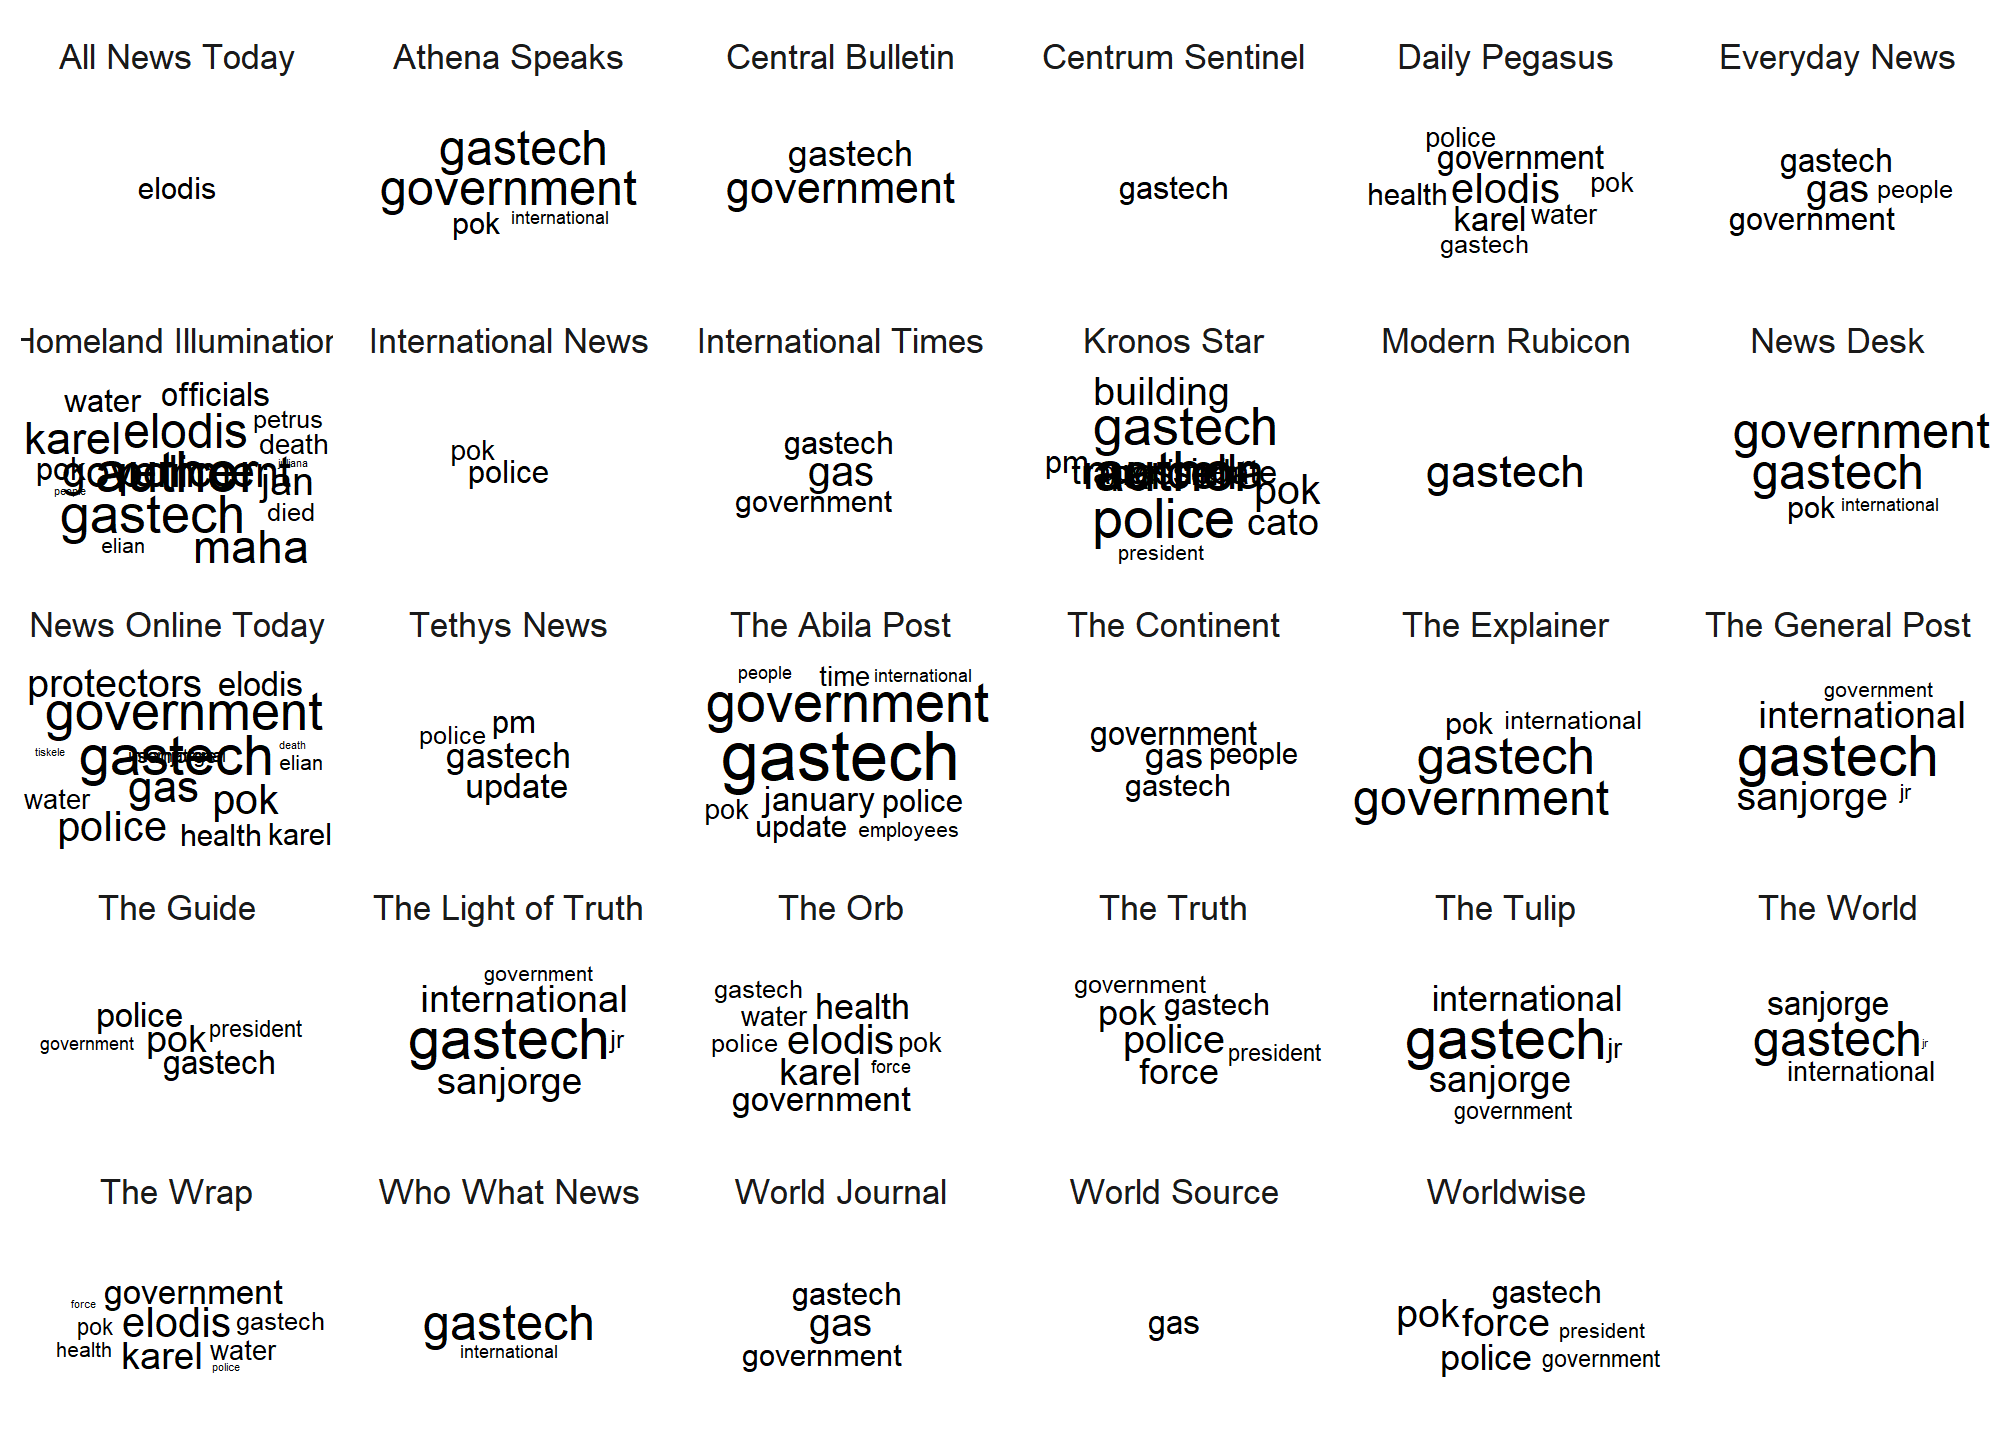 All News Today
elodis
Athena Speaks
gastech
government
pok international
Central Bulletin
gastech
government
Centrum Sentinel
gastech
Daily Pegasus
police
government
health elodis pok
karel water
gastech
Everyday News
gastech
gas people
government
Homeland Illumination
water officials
karel elodis petrus
death
pok government author juliana
people jan
gastech died
elian maha
International News
pok
police
International Times
gastech
gas
government
Kronos Star
building
gastech
pm
pok
police cato
president
Modern Rubicon
gastech
News Desk
government
gastech
pok international
News Online Today
protectors elodis
government
tiskele gastech death
elian
water gas pok
police health karel
Tethys News
police pm
gastech
update
The Abila Post
people time international
government
gastech
pok january police
update employees
The Continent
government
gas people
gastech
The Explainer
pok international
gastech
government
The General Post
government
international
gastech
sanjorge jr
The Guide
police
government pok president
gastech
The Light of Truth
government
international
gastech jr
sanjorge
The Orb
gastech health
water
police elodis pok
karel force
government
The Truth
government
pok gastech
police president
force
The Tulip
international
gastech jr
sanjorge
government
The World
sanjorge
gastech jr
international
The Wrap
force government
pok elodis gastech
health karel water
police
Who What News
gastech
international
World Journal
gastech
gas
government
World Source
gas
Worldwise
gastech
pok force president
police government